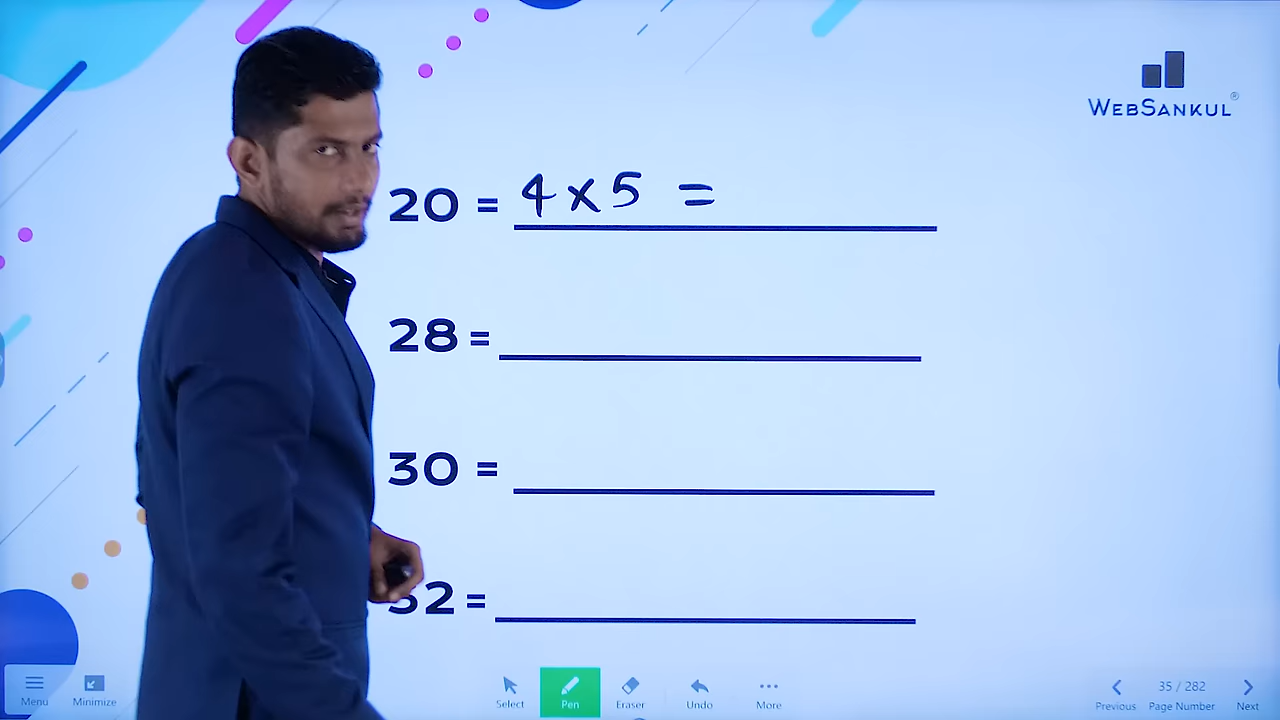 WEBSANKUL®
20 = 4 x 5 =
28 =
30 =
52 =
Menu
Minimize
Select
Pen
Eraser
Undo
More
Previous
35 / 282
Page Number
Next